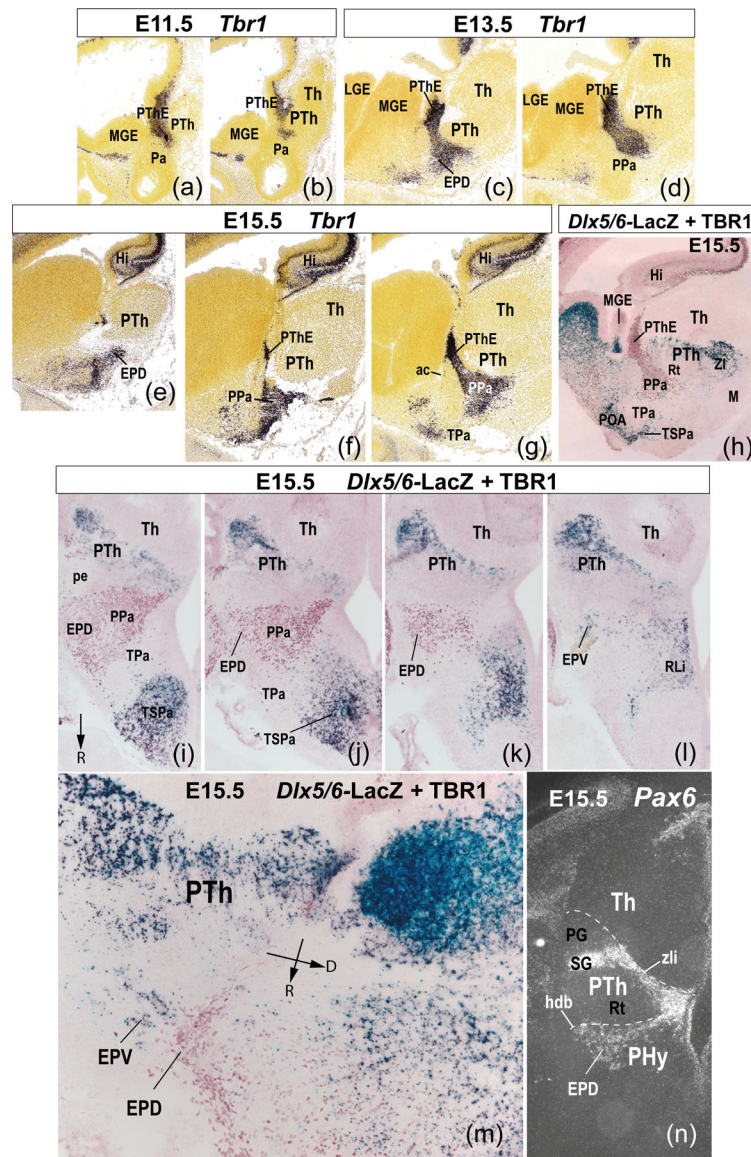 E11.5 Tbr1
E13.5 Tbr1
PThE
PTh
MGE
Pa
(a)
Th
PThE
PTh
MGE
Pa
(b)
LGE
MGE
PThE
Th
PTh
EPD
(c)
Th
PThE
LGE
MGE
PTh
PPa
(d)
E15.5 Tbr1
Dlx5/6-LacZ + TBR1
Hi
PTh
EPD
(e)
Hi
Th
PThE
PTh
PPa
(f)
Hi
Th
PThE
PTh
ac
PPa
TPa
(g)
E15.5
Hi
MGE
Th
PThE
PTh
Rt
ZI
PPa
M
TPa
POA
TSPa
(h)
E15.5 Dlx5/6-LacZ + TBR1
Th
PTh
pe
PPa
EPD
TPa
TSPa
R
(i)
Th
PTh
PPa
EPD
TPa
TSPa
(j)
Th
PTh
EPD
(k)
Th
PTh
EPV
RLi
(l)
E15.5 Dlx5/6-LacZ + TBR1
PTh
D
R
EPV
EPD
(m)
E15.5 Pax6
Th
PG
SG
zli
PTh
Rt
hdb
PHy
EPD
(n)